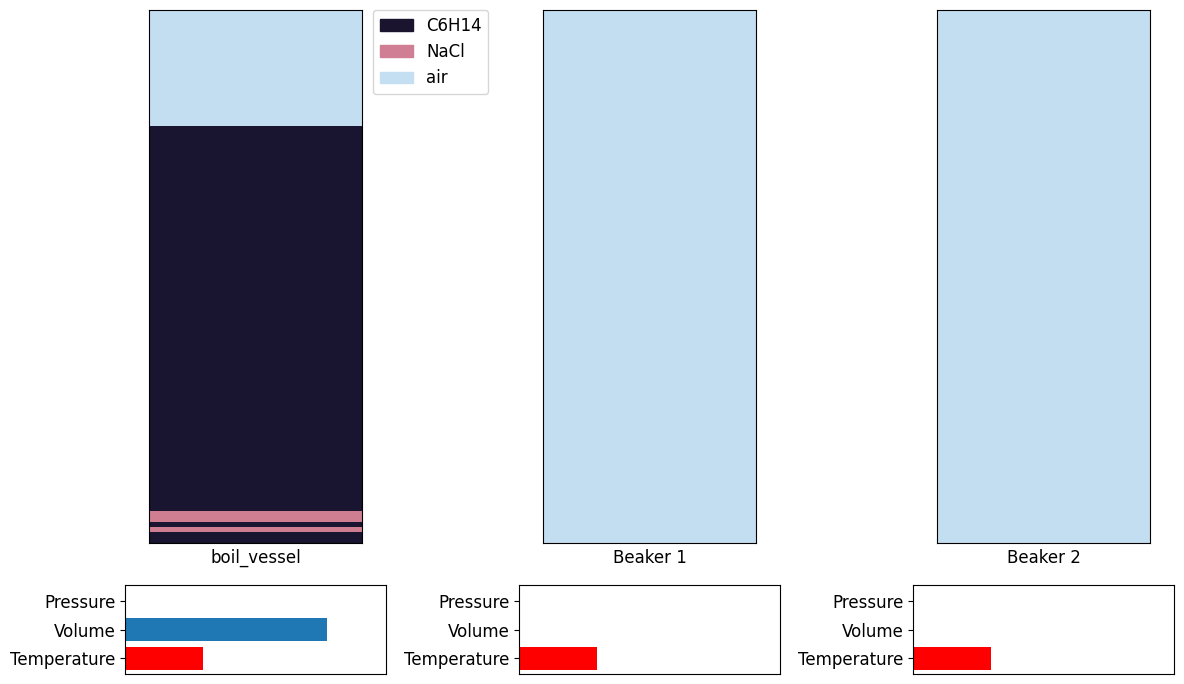 C6H14
NaCl
air
boil_vessel
Beaker 1
Beaker 2
Pressure
Volume
Temperature
Pressure
Volume
Temperature
Pressure
Volume
Temperature